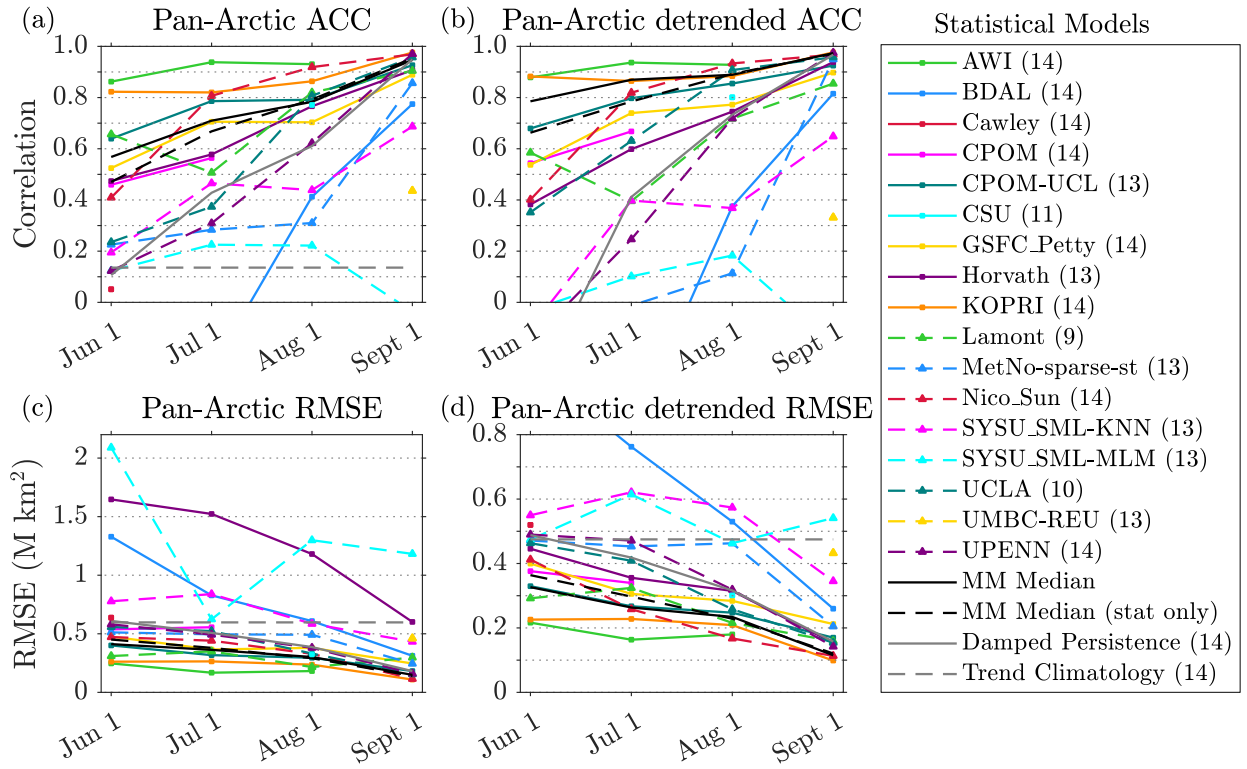 (a) Pan-Arctic ACC
1.0
0.8
0.6
0.4
0.2
0
Correlation
Jun 1
Jul 1
Aug 1
Sept 1
(b) Pan-Arctic detrended ACC
1.0
0.8
0.6
0.4
0.2
0
Jun 1
Jul 1
Aug 1
Sept 1
(c) Pan-Arctic RMSE
2
1.5
1
0.5
0
RMSE (M km²)
Jun 1
Jul 1
Aug 1
Sept 1
(d) Pan-Arctic detrended RMSE
0.8
0.6
0.4
0.2
0
Jun 1
Jul 1
Aug 1
Sept 1
Statistical Models
AWI (14)
BDAL (14)
Cawley (14)
CPOM (14)
CPOM-UCL (13)
CSU (11)
GSFC_Petty (14)
Horvath (13)
KOPRI (14)
Lamont (9)
MetNo-sparse-st (13)
Nico_Sun (14)
SYSU_SML-KNN (13)
SYSU_SML-MLM (13)
UCLA (10)
UMBC-REU (13)
UPENN (14)
MM Median
MM Median (stat only)
Damped Persistence (14)
Trend Climatology (14)